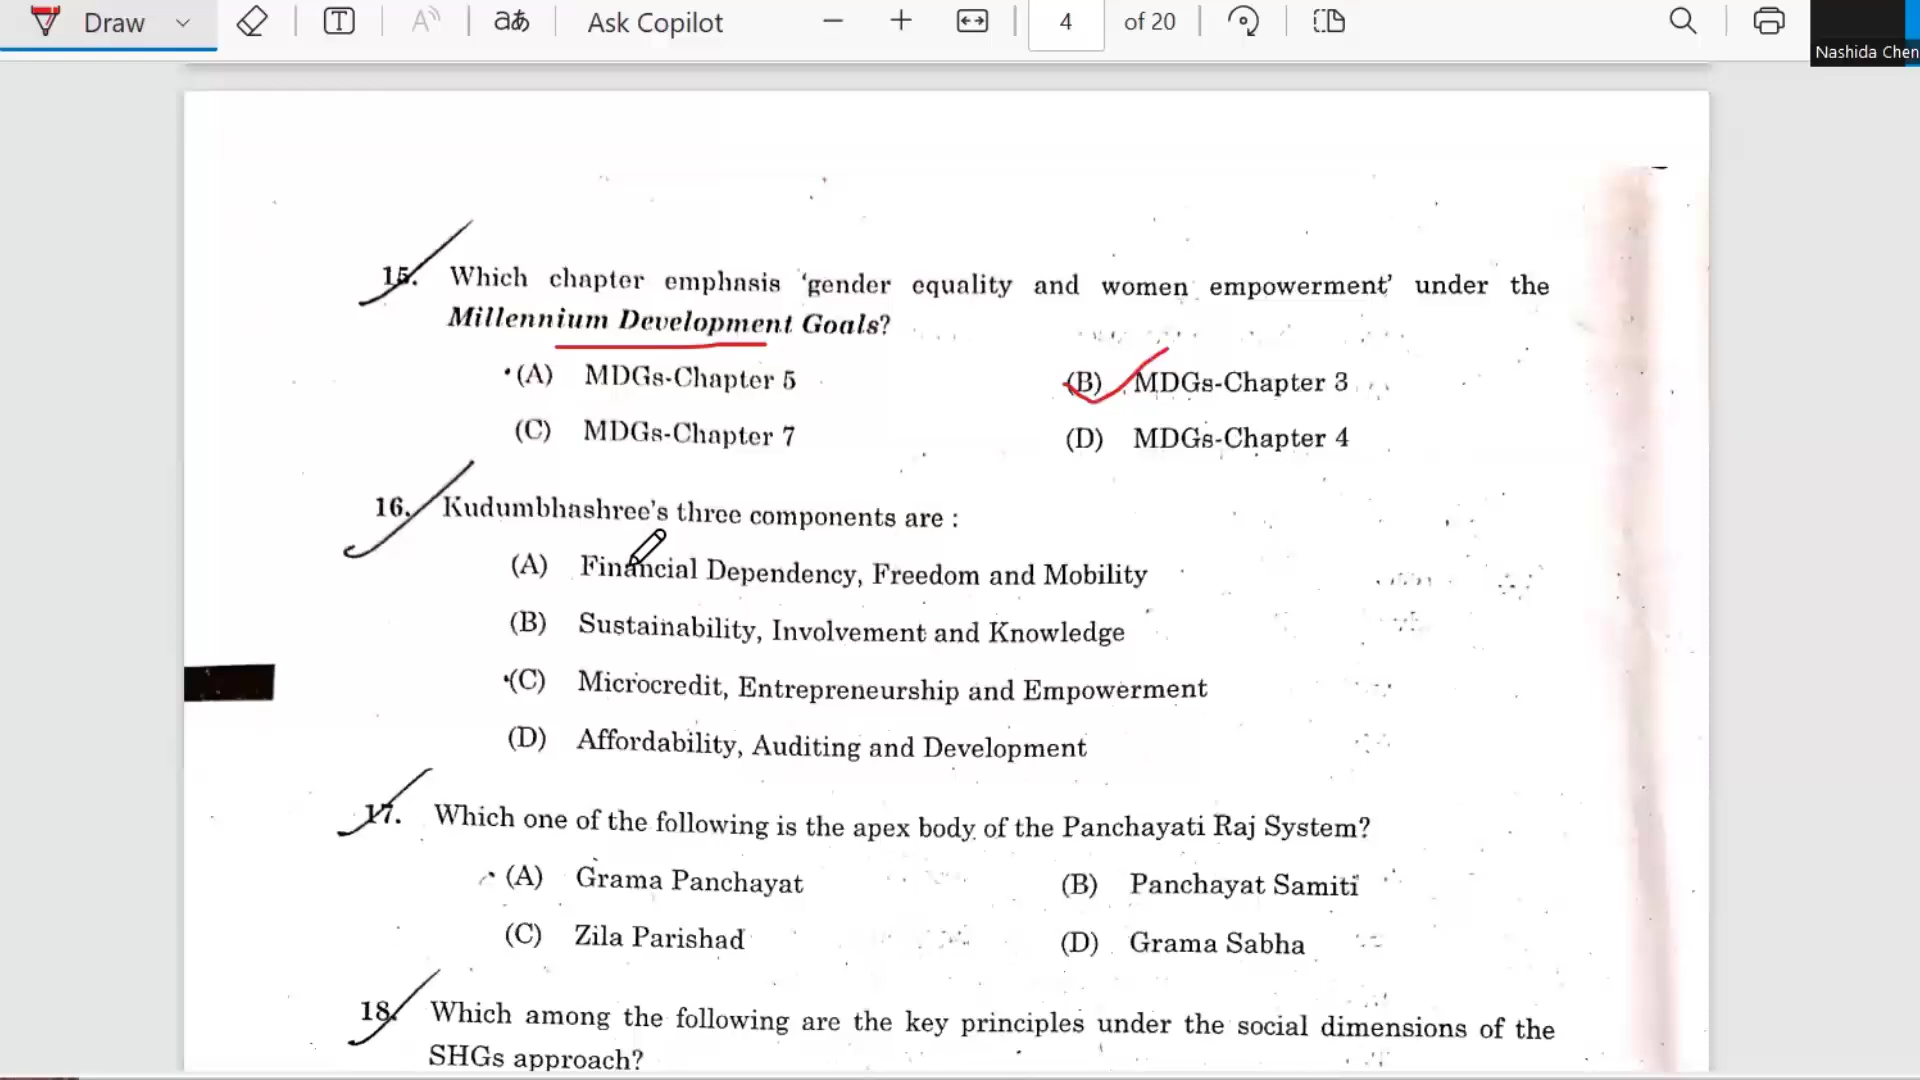 Draw
T
A
aあ
Ask Copilot
4
of 20
Nashida Chen
15. Which chapter emphasis ‘gender equality and women empowerment’ under the
Millennium Development Goals?
(A) MDGs-Chapter 5
(B) MDGs-Chapter 3
(C) MDGs-Chapter 7
(D) MDGs-Chapter 4
16. Kudumbhashree’s three components are :
(A) Financial Dependency, Freedom and Mobility
(B) Sustainability, Involvement and Knowledge
(C) Microcredit, Entrepreneurship and Empowerment
(D) Affordability, Auditing and Development
17. Which one of the following is the apex body of the Panchayati Raj System?
(A) Grama Panchayat
(B) Panchayat Samiti
(C) Zila Parishad
(D) Grama Sabha
18. Which among the following are the key principles under the social dimensions of the
SHGs approach?